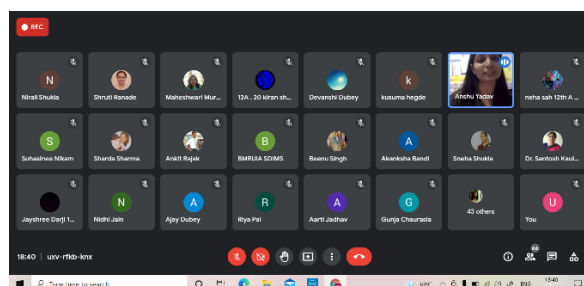 REC
N K
Nirali Shukla Shruti Ranade Maheshwari Mur... 12A . 20 kiran sh... Devanshi Dubey kusuma hegde Anshu Yadav neha sah 12th A ...
S B A
Suhasinee Nikam Sharda Sharma Ankit Rajak BMRUIA SDIMS Beenu Singh Akanksha Bandi Sneha Shukla Dr. Santosh Kaul...
N A R A G U
Jayshree Darji 1... Nidhi Jain Ajay Dubey Riya Pal Aarti Jadhav Gunja Chaurasia 43 others You
18:40 | uxv-rfkb-knx
Type here to search ENG 18:40